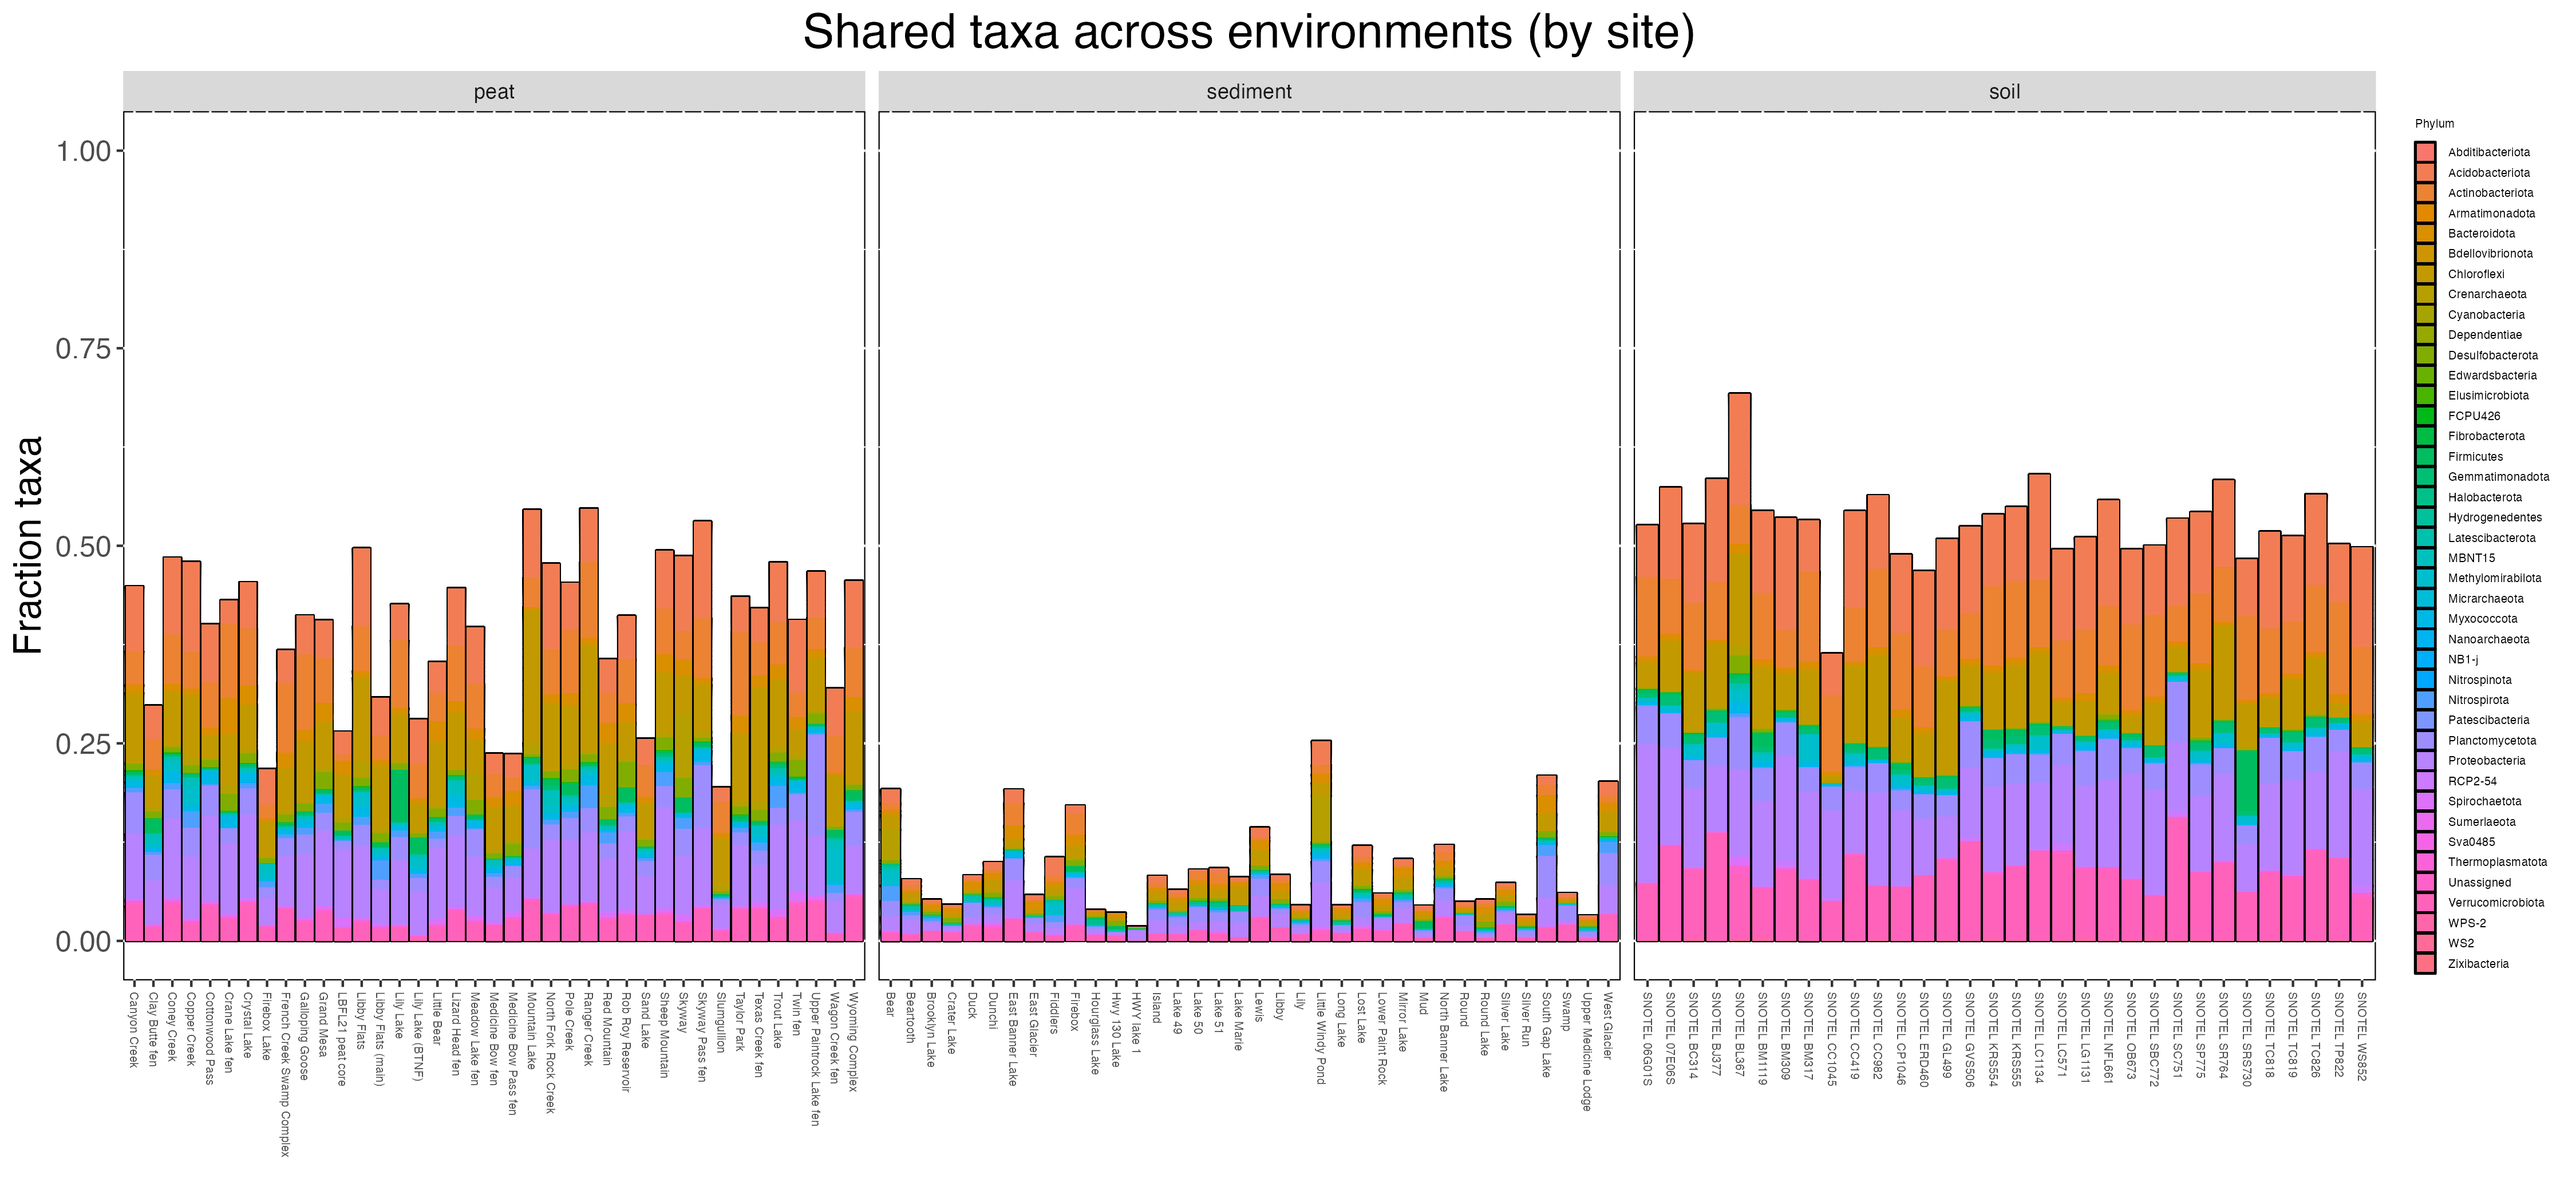 Shared taxa across environments (by site)
peat
sediment
soil
Fraction taxa
1.00
0.75
0.50
0.25
0.00
Canyon Creek
Clay Butte fen
Coney Creek
Copper Creek
Cottonwood Pass
Crane Lake fen
Crystal Lake
Firebox Lake
French Creek Swamp Complex
Galloping Goose
Grand Mesa
LBFL21 peat core
Libby Flats
Libby Flats (main)
Lily Lake
Lily Lake (BTNF)
Little Bear
Lizard Head fen
Meadow Lake fen
Medicine Bow fen
Medicine Bow Pass fen
Mountain Lake
North Fork Rock Creek
Pole Creek
Ranger Creek
Red Mountain
Rob Roy Reservoir
Sand Lake
Sheep Mountain
Skyway
Skyway Pass fen
Slumgullion
Taylor Park
Texas Creek fen
Trout Lake
Twin fen
Upper Paintrock Lake fen
Wagon Creek fen
Wyoming Complex
Bear
Beartooth
Brooklyn Lake
Crater Lake
Duck
Dunchi
East Banner Lake
East Glacier
Fiddlers
Firebox
Hourglass Lake
Hwy 130 Lake
HWY lake 1
Island
Lake 49
Lake 50
Lake 51
Lake Marie
Lewis
Libby
Lily
Little Windy Pond
Long Lake
Lost Lake
Lower Paint Rock
Mirror Lake
Mud
North Banner Lake
Round
Round Lake
Silver Lake
Silver Run
South Gap Lake
Swamp
Upper Medicine Lodge
West Glacier
SNOTEL 06G01S
SNOTEL 07E06S
SNOTEL BC314
SNOTEL BJ377
SNOTEL BL367
SNOTEL BM119
SNOTEL BM309
SNOTEL BM317
SNOTEL CC1045
SNOTEL CC419
SNOTEL CC982
SNOTEL CP1046
SNOTEL ERD460
SNOTEL GL499
SNOTEL GVS506
SNOTEL KRS554
SNOTEL KRS555
SNOTEL LC1134
SNOTEL LC571
SNOTEL LG1131
SNOTEL NFL661
SNOTEL OB673
SNOTEL SBC772
SNOTEL SC751
SNOTEL SP775
SNOTEL SR764
SNOTEL SRS730
SNOTEL TC818
SNOTEL TC819
SNOTEL TC826
SNOTEL TP822
SNOTEL WS852
Phylum
Abditibacteriota
Acidobacteriota
Actinobacteriota
Armatimonadota
Bacteroidota
Bdellovibrionota
Chloroflexi
Crenarchaeota
Cyanobacteria
Dependentiae
Desulfobacterota
Edwardsbacteria
Elusimicrobiota
FCPU426
Fibrobacterota
Firmicutes
Gemmatimonadota
Halobacterota
Hydrogenedentes
Latescibacterota
MBNT15
Methylomirabilota
Micrarchaeota
Myxococcota
Nanoarchaeota
NB1-j
Nitrospinota
Nitrospirota
Patescibacteria
Planctomycetota
Proteobacteria
RCP2-54
Spirochaetota
Sumerlaeota
Sva0485
Thermoplasmatota
Unassigned
Verrucomicrobiota
WPS-2
WS2
Zixibacteria